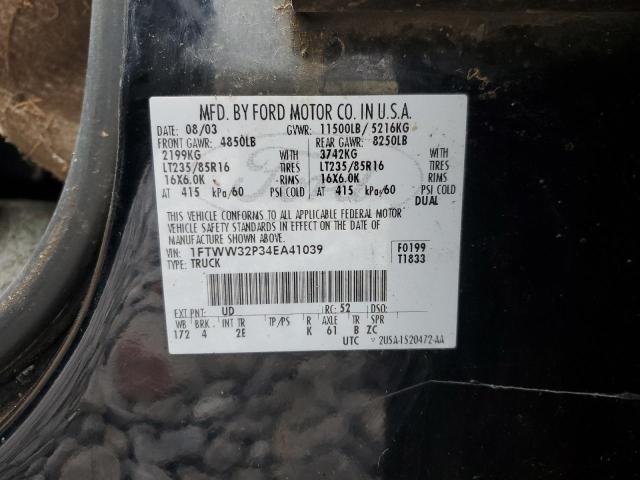 MFD. BY FORD MOTOR CO. IN U.S.A.
DATE: 08/03 GVWR: 11500LB/ 5216KG
FRONT GAWR: 4850LB REAR GAWR: 8250LB
2199KG WITH 3742KG WITH
LT235/85R16 TIRES LT235/85R16 TIRES
16X6.0K RIMS 16X6.0K RIMS
AT 415 kPa/60 PSI COLD AT 415 kPa/60 PSI COLD
DUAL
THIS VEHICLE CONFORMS TO ALL APPLICABLE FEDERAL MOTOR
VEHICLE SAFETY STANDARDS IN EFFECT ON THE DATE OF
MANUFACTURE SHOWN ABOVE.
VIN: 1FTWW32P34EA41039 F0199
TYPE: TRUCK T1833
EXT PNT: UD RC: 52 DSO:
WB BRK INT TR TP/PS R AXLE TR SPR
172 4 2E K 61 B ZC
UTC 2USA-1520472-AA
Ford